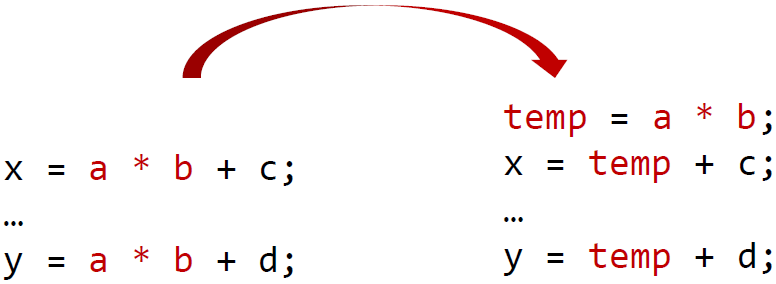 x = a * b + c;
…
y = a * b + d;
temp = a * b;
x = temp + c;
…
y = temp + d;